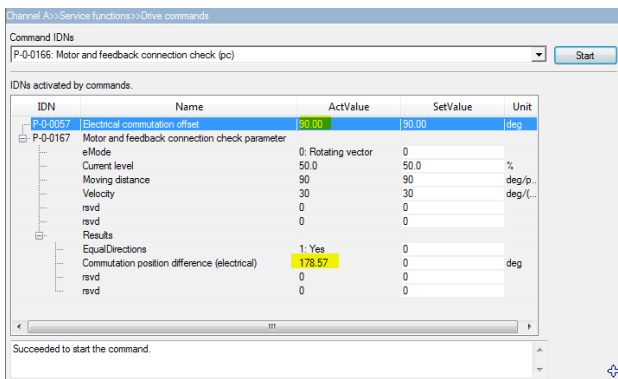 Channel A>>Service functions>>Drive commands
Command IDNs
P-0-0166: Motor and feedback connection check (pc) Start
IDNs activated by commands.
IDN Name ActValue SetValue Unit
P-0-0057 Electrical commutation offset 90.00 90.00 deg
P-0-0167 Motor and feedback connection check parameter
eMode 0: Rotating vector 0
Current level 50.0 50.0 %
Moving distance 90 90 deg/p..
Velocity 30 30 deg/(...
rsvd 0 0
rsvd 0 0
Results
EqualDirections 1: Yes 0
Commutation position difference (electrical) 178.57 0 deg
rsvd 0 0
rsvd 0 0
Succeeded to start the command.